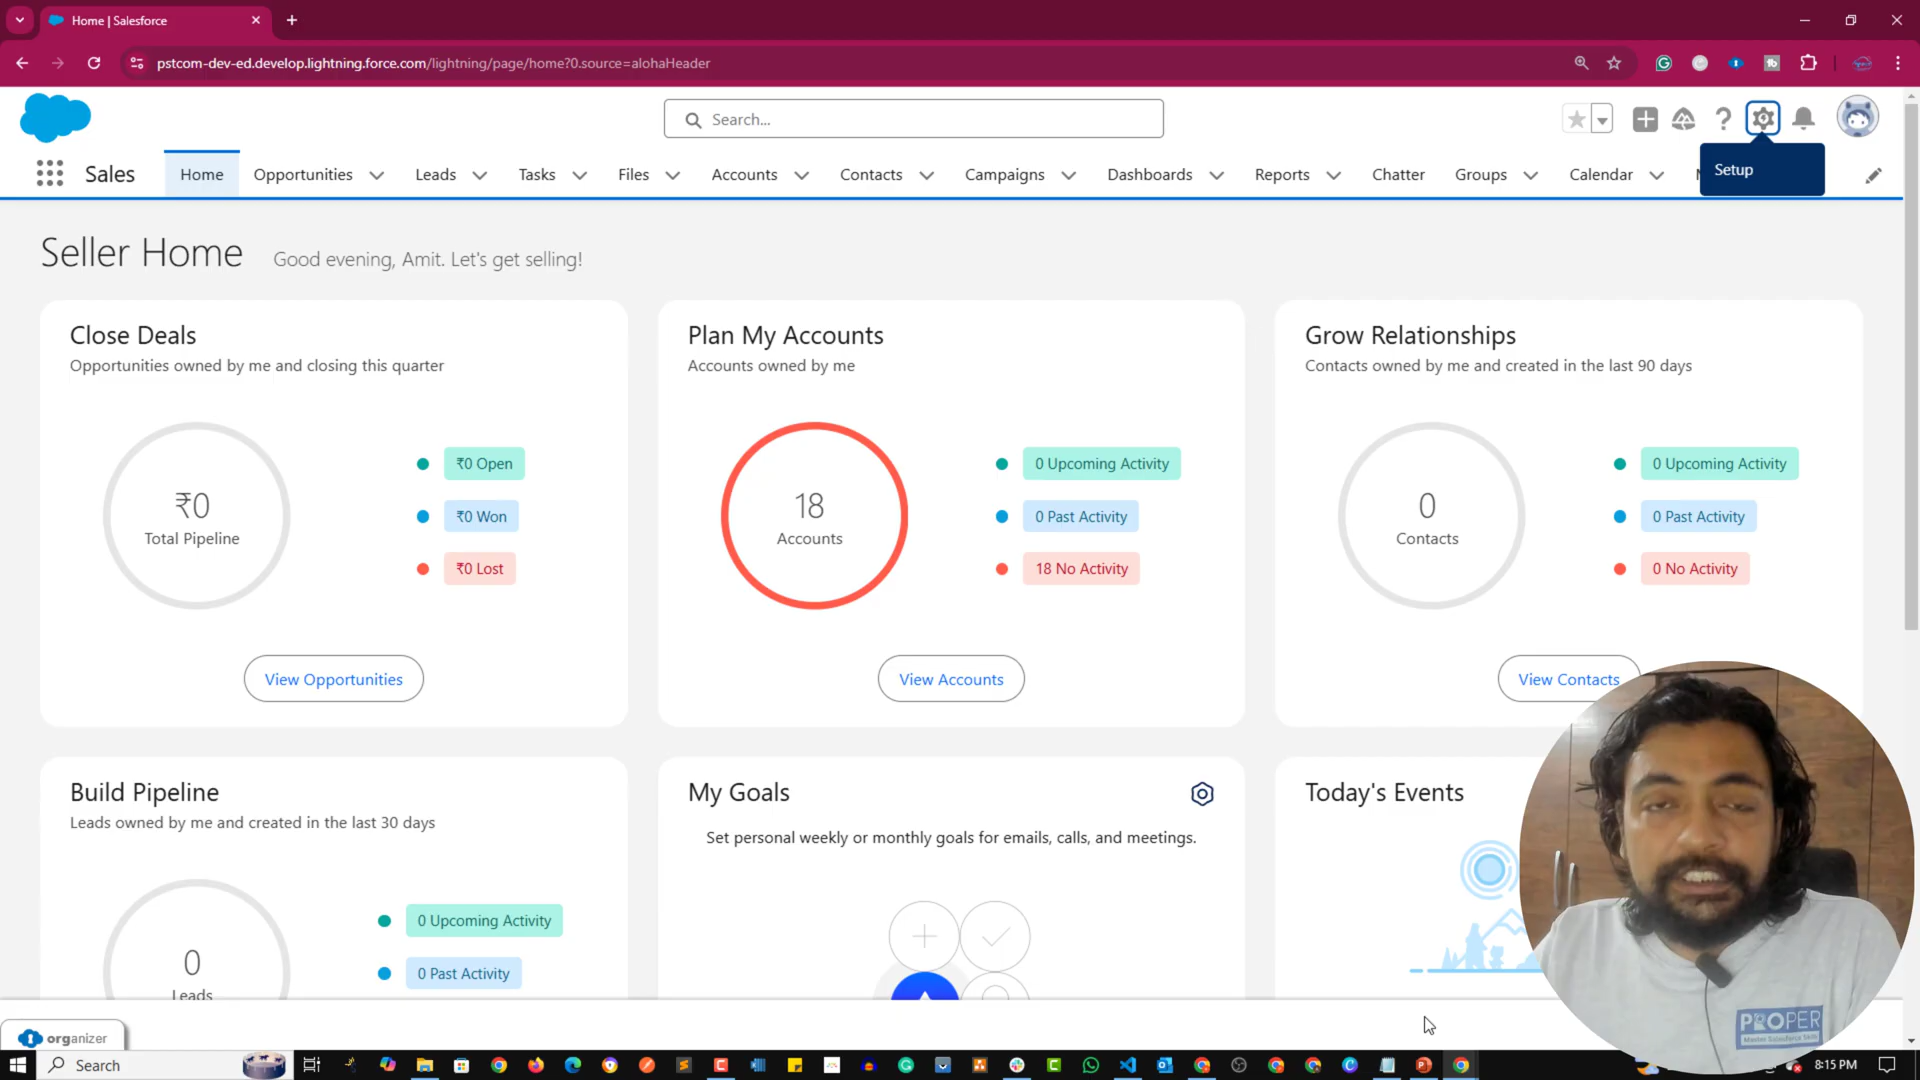 Home | Salesforce
pstcom-dev-ed.develop.lightning.force.com/lightning/page/home?0.source=alohaHeader
Search...
Setup
Sales
Home
Opportunities
Leads
Tasks
Files
Accounts
Contacts
Campaigns
Dashboards
Reports
Chatter
Groups
Calendar
Seller Home
Good evening, Amit. Let's get selling!
Close Deals
Opportunities owned by me and closing this quarter
₹0
Total Pipeline
₹0 Open
₹0 Won
₹0 Lost
View Opportunities
Plan My Accounts
Accounts owned by me
18
Accounts
0 Upcoming Activity
0 Past Activity
18 No Activity
View Accounts
Grow Relationships
Contacts owned by me and created in the last 90 days
0
Contacts
0 Upcoming Activity
0 Past Activity
0 No Activity
View Contacts
Build Pipeline
Leads owned by me and created in the last 30 days
0
Leads
0 Upcoming Activity
0 Past Activity
My Goals
Set personal weekly or monthly goals for emails, calls, and meetings.
Today's Events
PROPER
Master Salesforce Skills
organizer
Search
8:15 PM